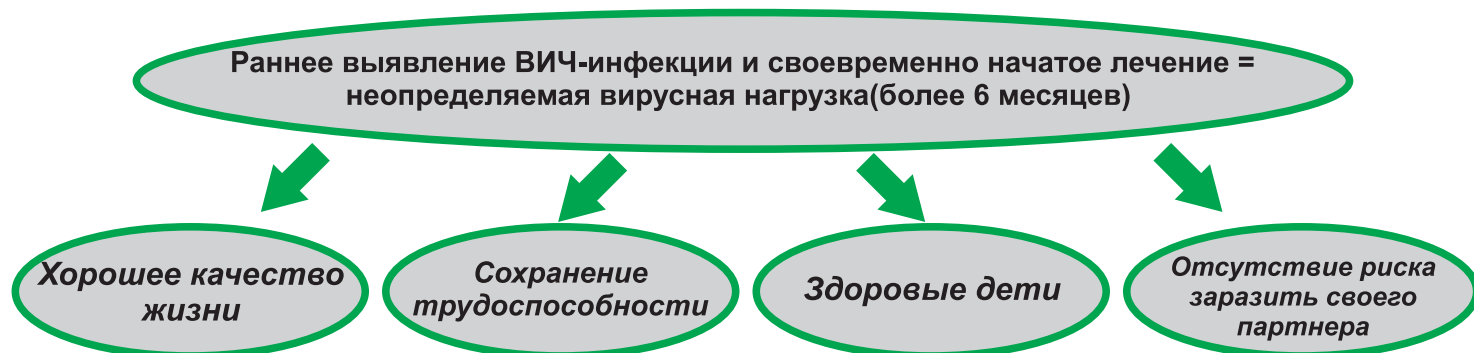 Раннее выявление ВИЧ-инфекции и своевременно начатое лечение =
неопределяемая вирусная нагрузка(более 6 месяцев)
Хорошее качество
жизни
Сохранение
трудоспособности
Здоровые дети
Отсутствие риска
заразить своего
партнера